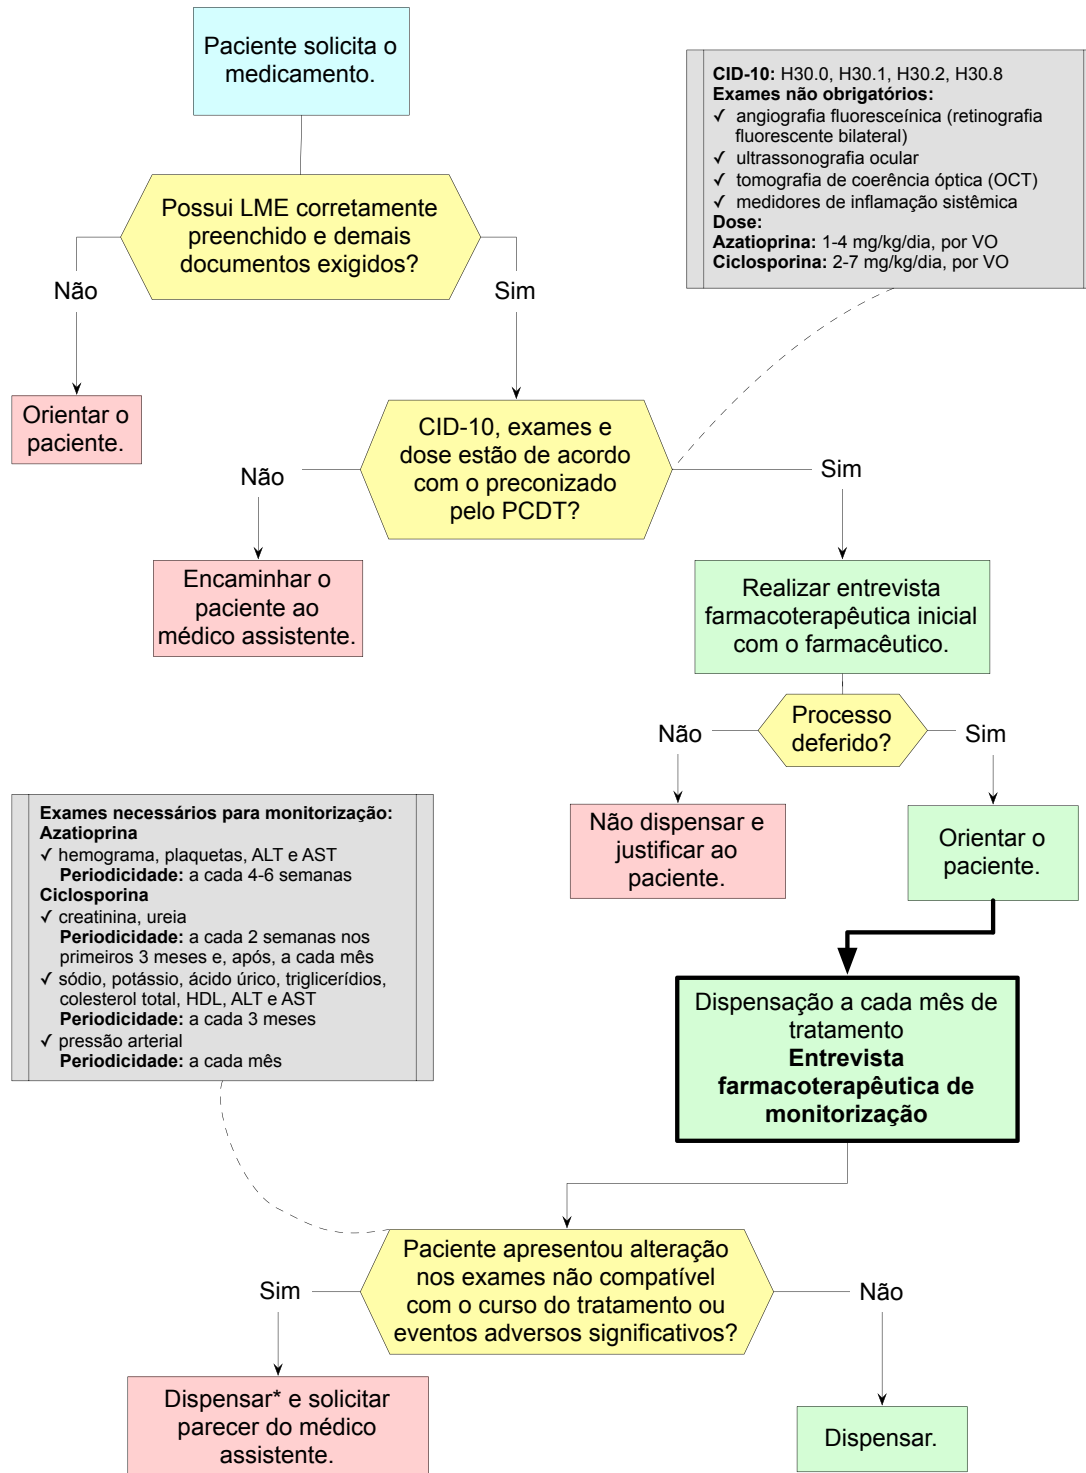 Paciente solicita o
medicamento.
CID-10: H30.0, H30.1, H30.2, H30.8
Exames não obrigatórios:
✓ angiografia fluoresceínica (retinografia
fluorescente bilateral)
✓ ultrassonografia ocular
✓ tomografia de coerência óptica (OCT)
✓ medidores de inflamação sistêmica
Dose:
Azatioprina: 1-4 mg/kg/dia, por VO
Ciclosporina: 2-7 mg/kg/dia, por VO
Possui LME corretamente
preenchido e demais
documentos exigidos?
Não
Sim
Orientar o
paciente.
CID-10, exames e
dose estão de acordo
com o preconizado
pelo PCDT?
Não
Sim
Encaminhar o
paciente ao
médico assistente.
Realizar entrevista
farmacoterapêutica inicial
com o farmacêutico.
Processo
deferido?
Não
Sim
Não dispensar e
justificar ao
paciente.
Orientar o
paciente.
Exames necessários para monitorização:
Azatioprina
✓ hemograma, plaquetas, ALT e AST
Periodicidade: a cada 4-6 semanas
Ciclosporina
✓ creatinina, ureia
Periodicidade: a cada 2 semanas nos
primeiros 3 meses e, após, a cada mês
✓ sódio, potássio, ácido úrico, triglicerídios,
colesterol total, HDL, ALT e AST
Periodicidade: a cada 3 meses
✓ pressão arterial
Periodicidade: a cada mês
Dispensação a cada mês de
tratamento
Entrevista
farmacoterapêutica de
monitorização
Paciente apresentou alteração
nos exames não compatível
com o curso do tratamento ou
eventos adversos significativos?
Sim
Não
Dispensar* e solicitar
parecer do médico
assistente.
Dispensar.